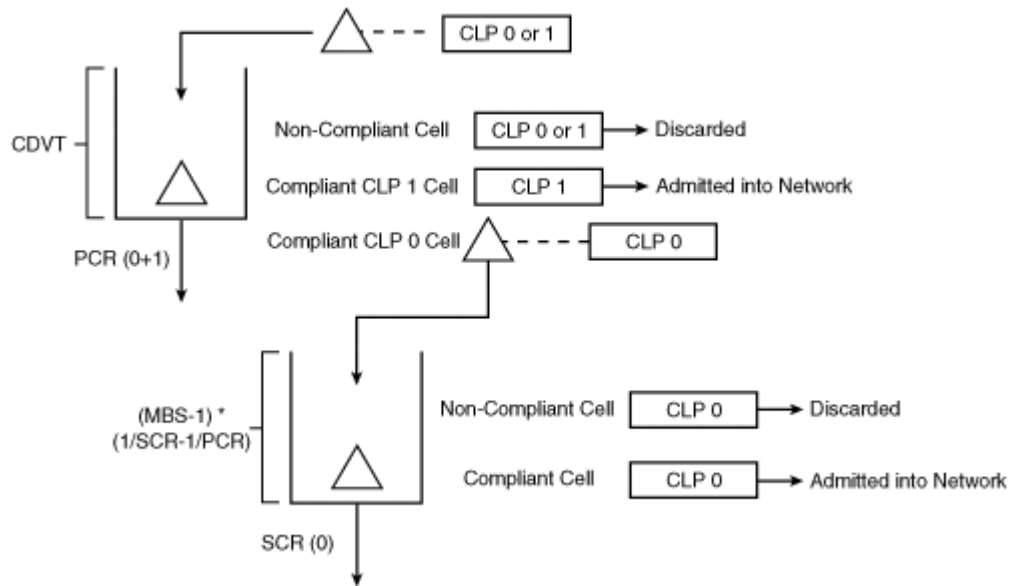 CLP 0 or 1
CDVT
Non-Compliant Cell CLP 0 or 1 Discarded
Compliant CLP 1 Cell CLP 1 Admitted into Network
Compliant CLP 0 Cell CLP 0
PCR (0+1)
(MBS-1) *
(1/SCR-1/PCR)
Non-Compliant Cell CLP 0 Discarded
Compliant Cell CLP 0 Admitted into Network
SCR (0)